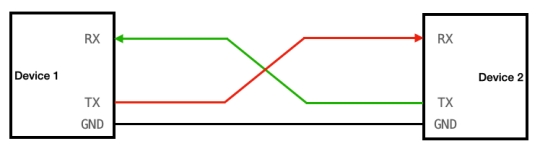 RX
RX
Device 1
Device 2
TX
TX
GND
GND